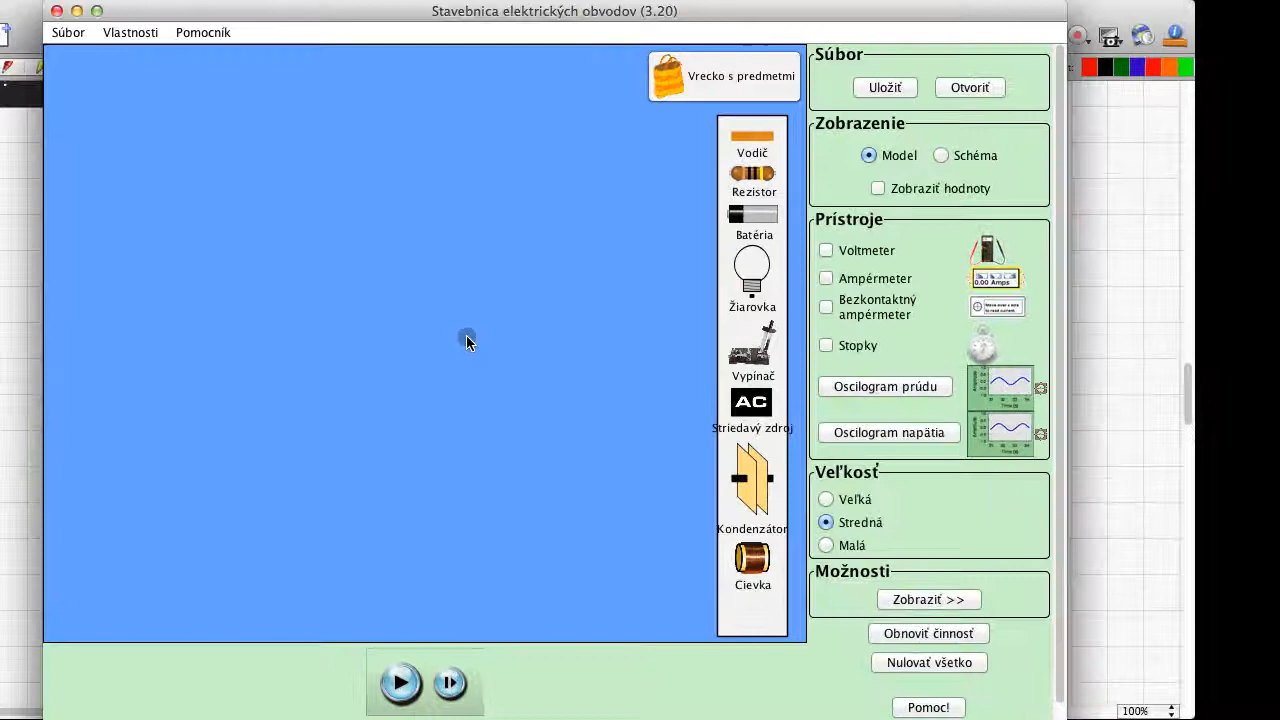 Stavebnica elektrických obvodov (3.20)
Súbor Vlastnosti Pomocník
Vrecko s predmetmi
Vodič
Rezistor
Batéria
Žiarovka
Vypínač
AC
Striedavý zdroj
Kondenzátor
Cievka
Súbor
Uložiť Otvoriť
Zobrazenie
Model Schéma
Zobraziť hodnoty
Prístroje
Voltmeter
Ampérmeter
0.00 Amps
Bezkontaktný
ampérmeter
Stopky
Oscilogram prúdu
Oscilogram napätia
Veľkosť
Veľká
Stredná
Malá
Možnosti
Zobraziť >>
Obnoviť činnosť
Nulovať všetko
Pomoc!
100%